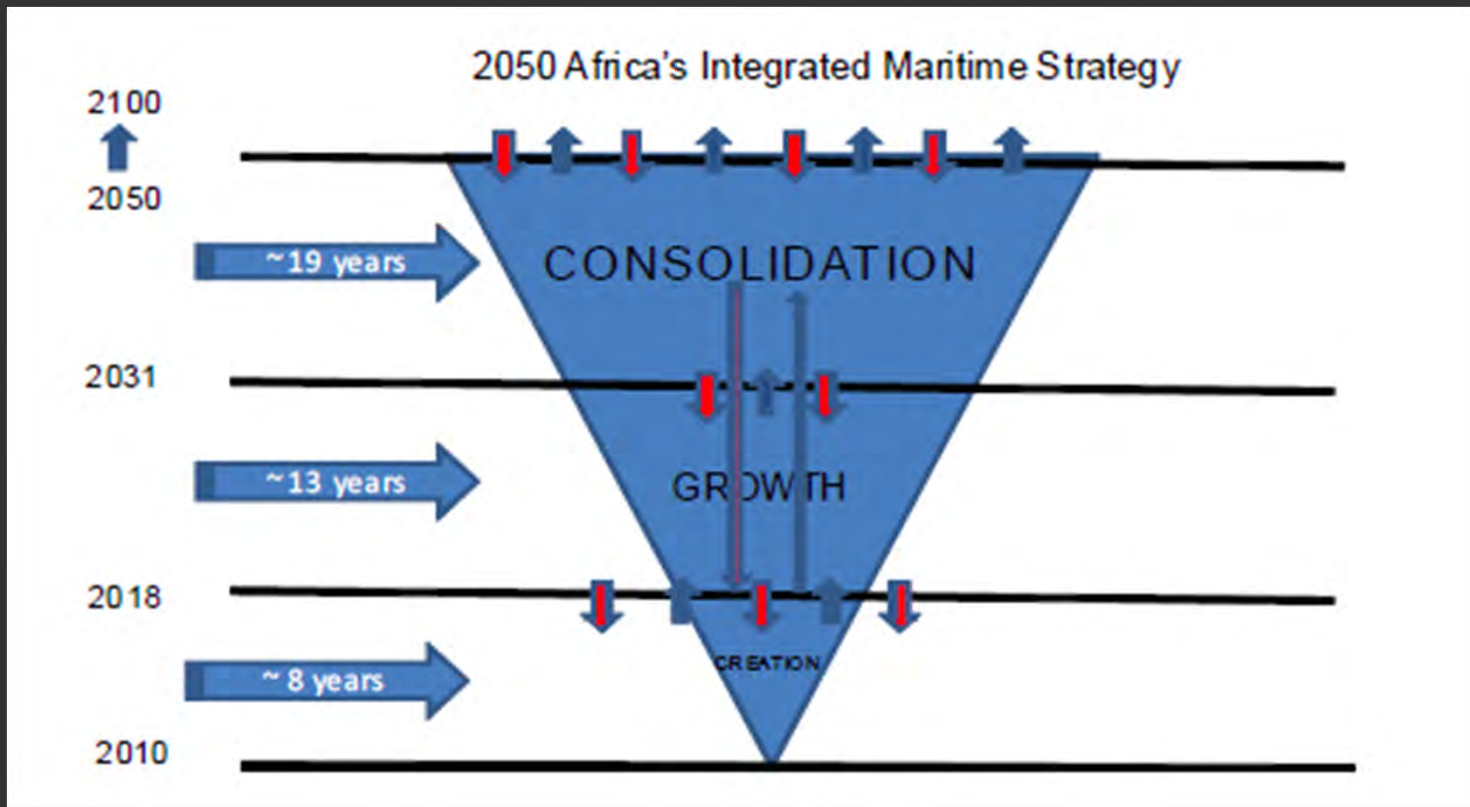 2050 Africa's Integrated Maritime Strategy
2100
2050
~19 years
CONSOLIDATION
2031
~13 years
GROWTH
2018
CREATION
~ 8 years
2010